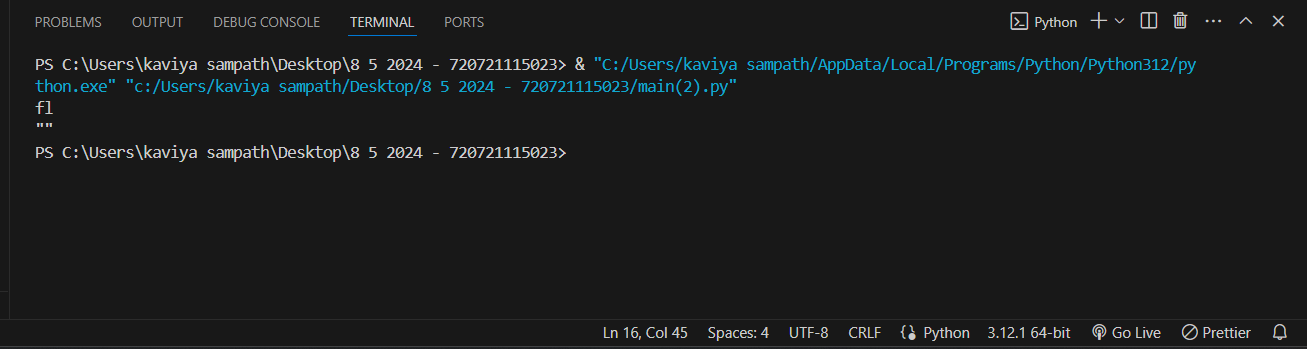 PROBLEMS OUTPUT DEBUG CONSOLE TERMINAL PORTS Python
PS C:\Users\kaviya sampath\Desktop\8 5 2024 - 720721115023> & "C:/Users/kaviya sampath/AppData/Local/Programs/Python/Python312/py
thon.exe" "c:/Users/kaviya sampath/Desktop/8 5 2024 - 720721115023/main(2).py"
fl
""
PS C:\Users\kaviya sampath\Desktop\8 5 2024 - 720721115023>
Ln 16, Col 45 Spaces: 4 UTF-8 CRLF Python 3.12.1 64-bit Go Live Prettier